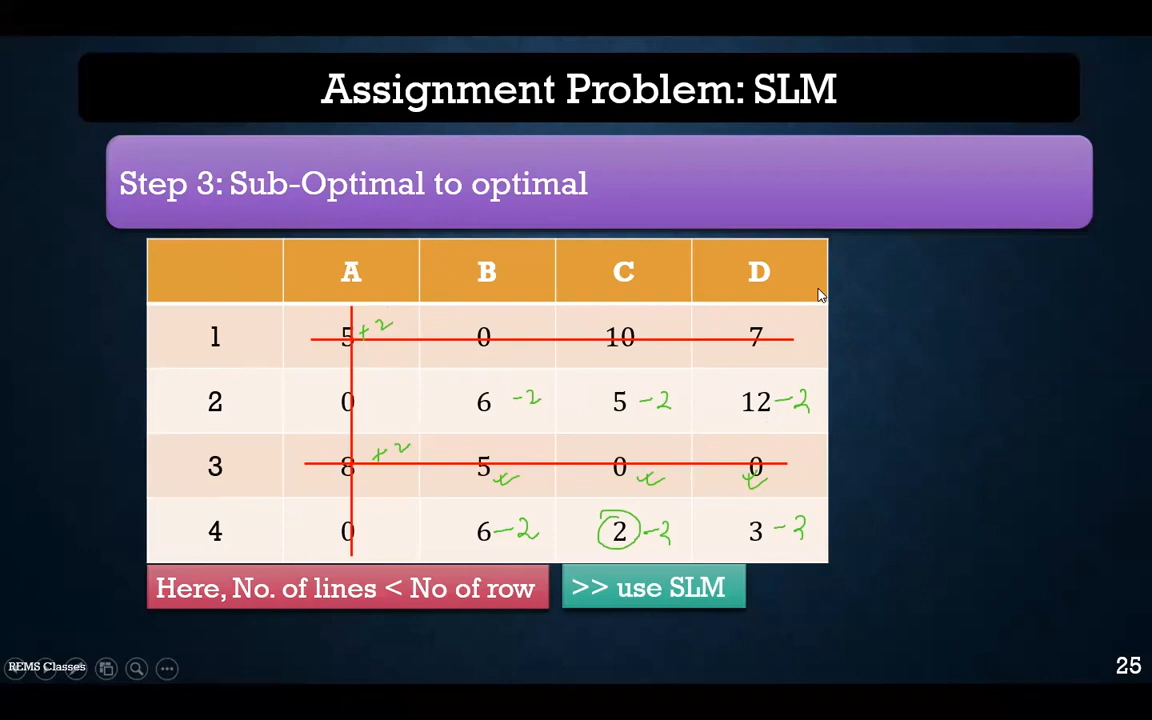 Assignment Problem: SLM
Step 3: Sub-Optimal to optimal
A B C D
1 5 +2 0 10 7
2 0 6 -2 5 -2 12 -2
3 8 +2 5 0 0
4 0 6 -2 2 -2 3 -2
Here, No. of lines < No of row >> use SLM
REMS Classes
25